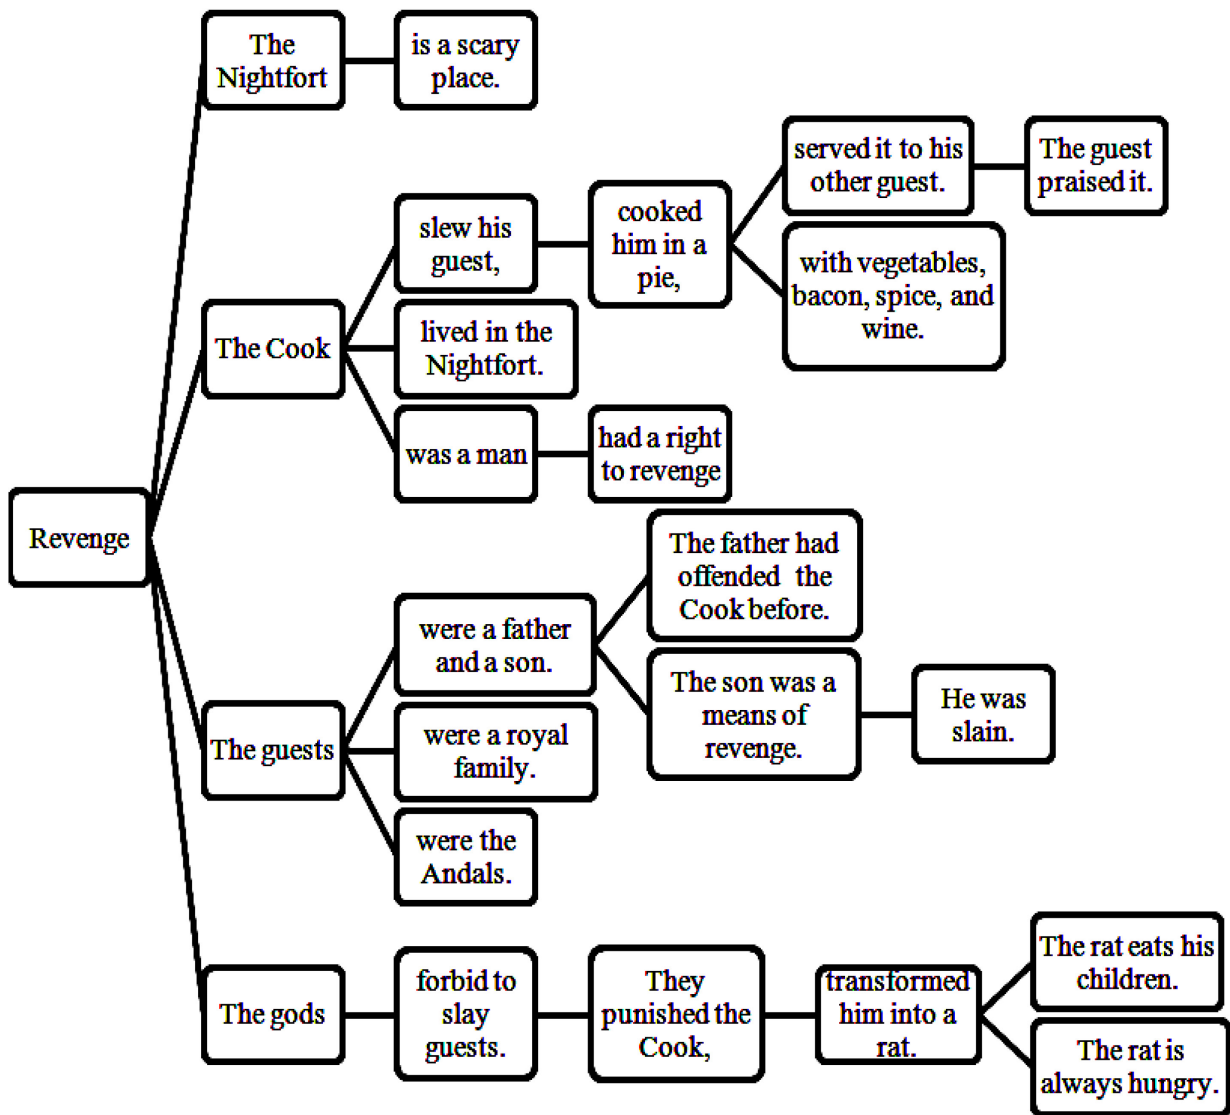 The
Nightfort
is a scary
place.
served it to his
other guest.
The guest
praised it.
slew his
guest,
cooked
him in a
pie,
with vegetables,
bacon, spice, and
wine.
The Cook
lived in the
Nightfort.
was a man
had a right
to revenge
Revenge
The father had
offended the
Cook before.
were a father
and a son.
The son was a
means of
revenge.
He was
slain.
The guests
were a royal
family.
were the
Andals.
The gods
forbid to
slay
guests.
They
punished the
Cook,
transformed
him into a
rat.
The rat eats his
children.
The rat is
always hungry.